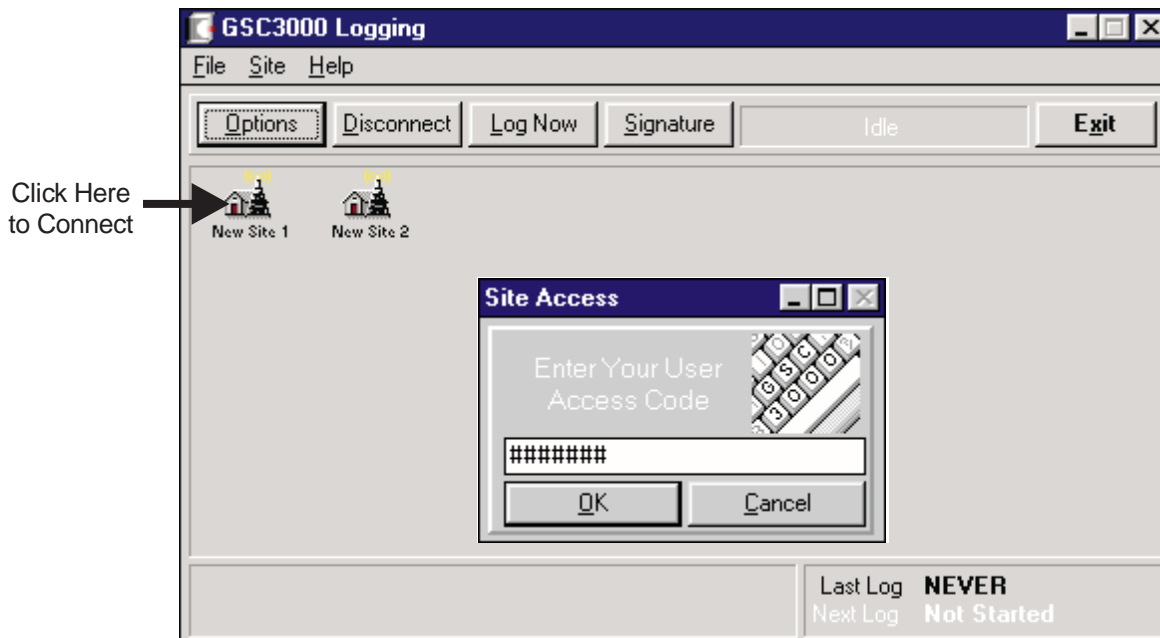 GSC3000 Logging
File Site Help
Options Disconnect Log Now Signature Idle Exit
Click Here
to Connect
New Site 1 New Site 2
Site Access
Enter Your User
Access Code
GSC
3000
#######
OK Cancel
Last Log NEVER
Next Log Not Started